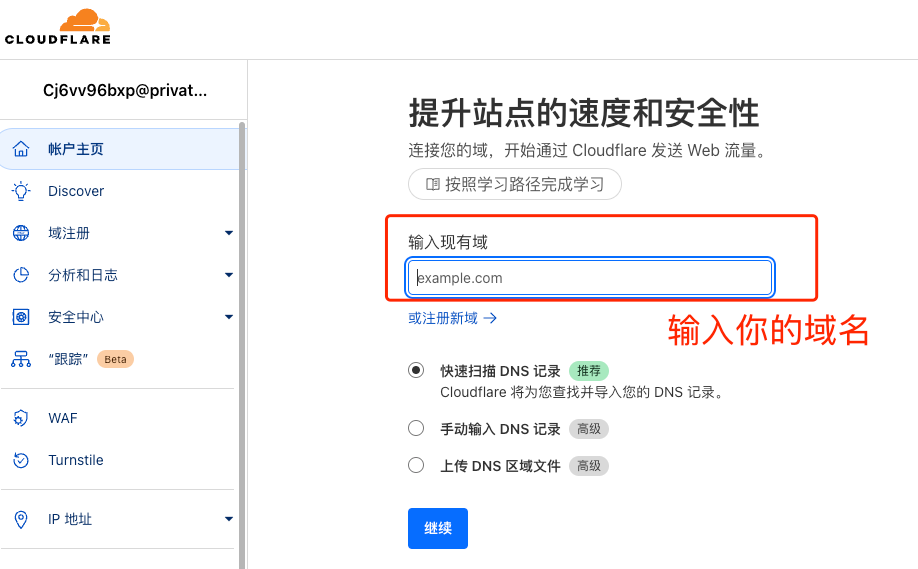 CLOUDFLARE
Cj6vv96bxp@privat...
帐户主页
Discover
域注册
分析和日志
安全中心
“跟踪” Beta
WAF
Turnstile
IP 地址
提升站点的速度和安全性
连接您的域，开始通过 Cloudflare 发送 Web 流量。
按照学习路径完成学习
输入现有域
example.com
或注册新域 →
输入你的域名
快速扫描 DNS 记录 推荐
Cloudflare 将为您查找并导入您的 DNS 记录。
手动输入 DNS 记录 高级
上传 DNS 区域文件 高级
继续